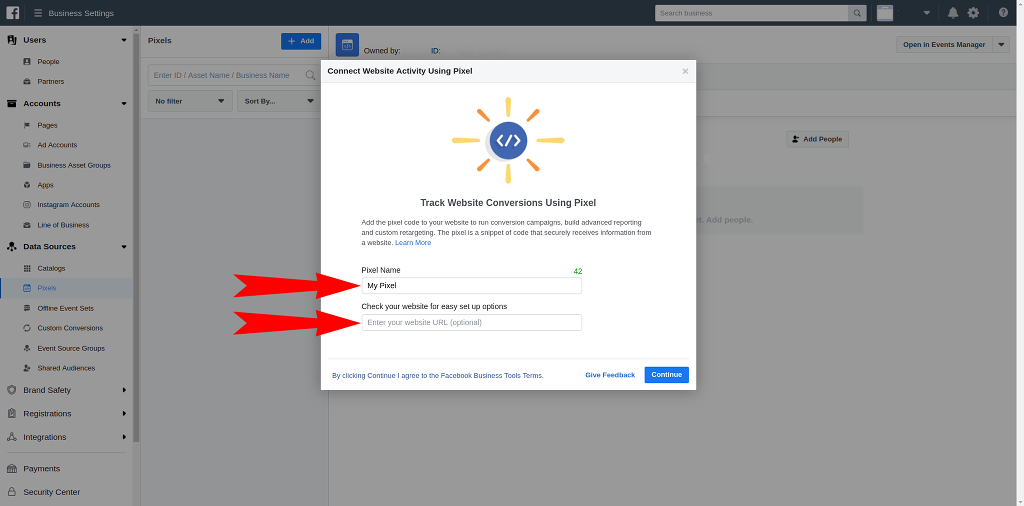 Business Settings
Search business
Users
People
Partners
Accounts
Pages
Ad Accounts
Business Asset Groups
Apps
Instagram Accounts
Line of Business
Data Sources
Catalogs
Pixels
Offline Event Sets
Custom Conversions
Event Source Groups
Shared Audiences
Brand Safety
Registrations
Integrations
Payments
Security Center
Pixels
+ Add
Enter ID / Asset Name / Business Name
No filter
Sort By...
Owned by:
ID:
Open in Events Manager
Add People
t. Add people.
Connect Website Activity Using Pixel
×
</>
Track Website Conversions Using Pixel
Add the pixel code to your website to run conversion campaigns, build advanced reporting
and custom retargeting. The pixel is a snippet of code that securely receives information from
a website. Learn More
Pixel Name
42
My Pixel
Check your website for easy set up options
Enter your website URL (optional)
By clicking Continue I agree to the Facebook Business Tools Terms.
Give Feedback
Continue